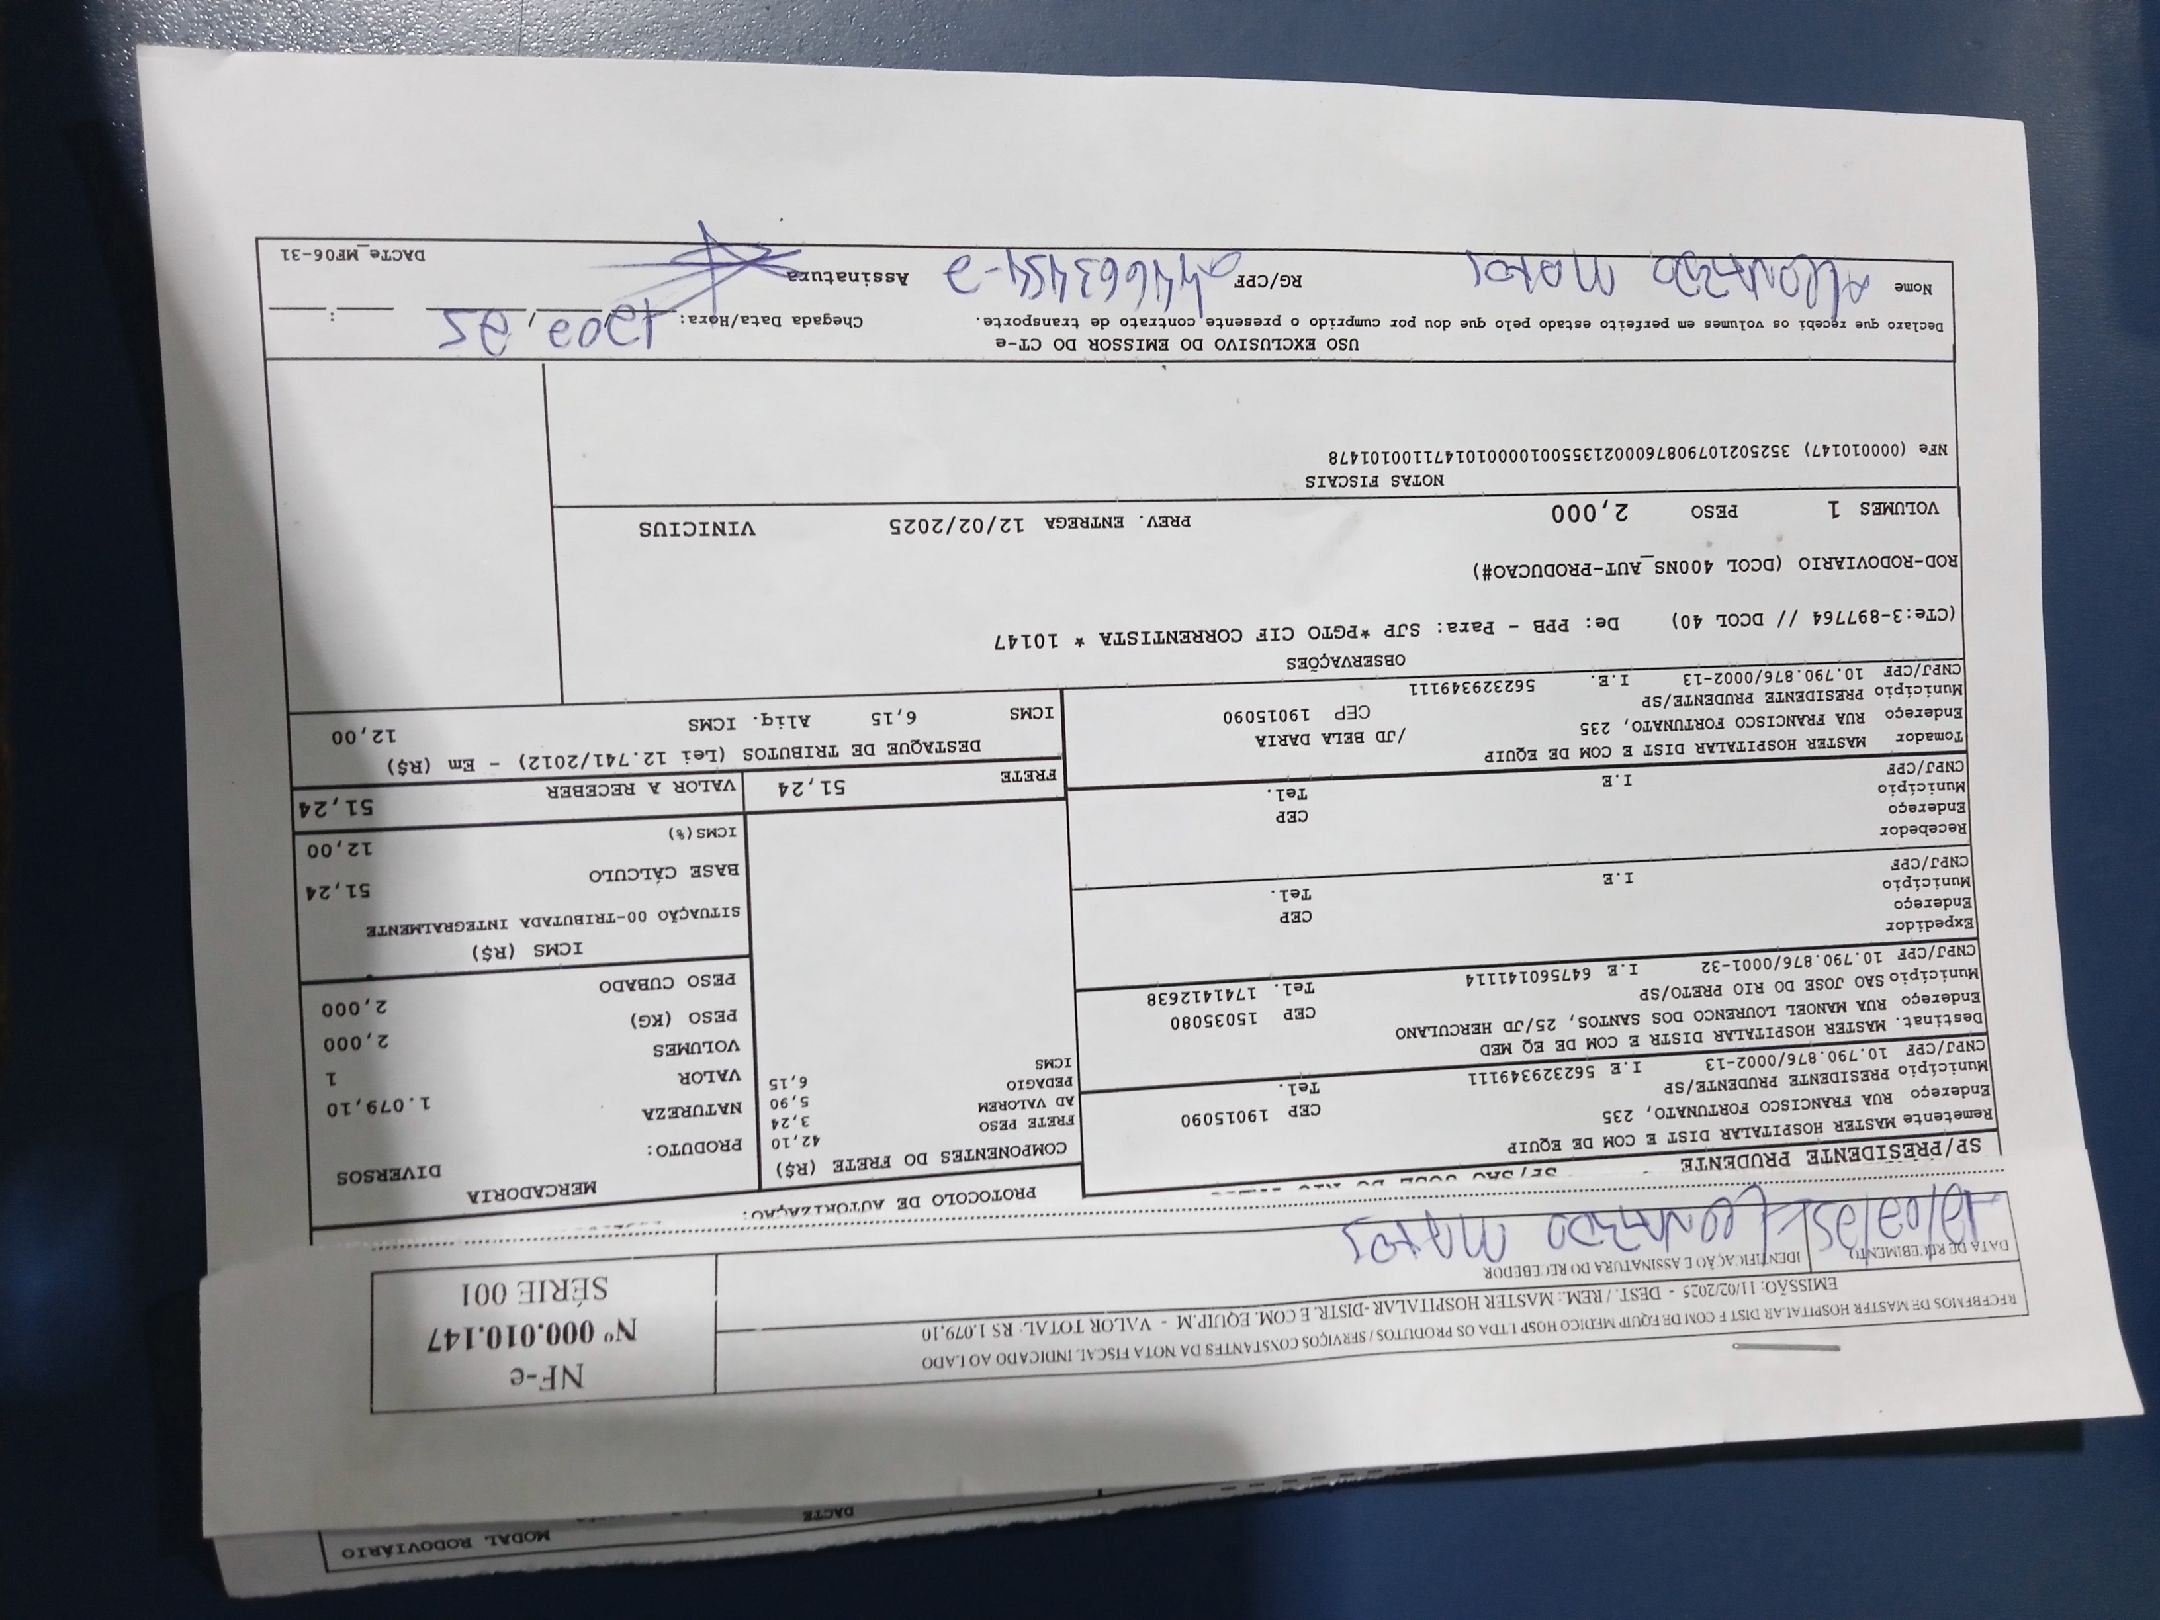 MODAL RODOVIÁRIO
DACTE
NF-e
Nº 000.010.147
SÉRIE 001
RECEBEMOS DE MASTER HOSPITALAR DIST E COM DE EQUIP MEDICO HOSP LTDA OS PRODUTOS / SERVIÇOS CONSTANTES DA NOTA FISCAL INDICADO AO LADO
EMISSÃO: 11/02/2025 - DEST. / REM.: MASTER HOSPITALAR -DISTR. E COM. EQUIP.M - VALOR TOTAL: R$ 1.079,10
DATA DE RECEBIMENTO
IDENTIFICAÇÃO E ASSINATURA DO RECEBEDOR
Leonardo Matos
PROTOCOLO DE AUTORIZAÇÃO:
SP/PRESIDENTE PRUDENTE
Remetente MASTER HOSPITALAR DIST E COM DE EQUIP
Endereço RUA FRANCISCO FORTUNATO, 235
CEP 19015090
Município PRESIDENTE PRUDENTE/SP
Tel.
CNPJ/CPF 10.790.876/0002-13 I.E 562329349111
Destinat. MASTER HOSPITALAR DISTR E COM DE EQ MED
Endereço RUA MANOEL LOURENCO DOS SANTOS, 25/JD HERCULANO
CEP 15035080
Município SAO JOSE DO RIO PRETO/SP
Tel. 1741412638
CNPJ/CPF 10.790.876/0001-32 I.E 647560141114
Expedidor
Endereço
CEP
Município
Tel.
CNPJ/CPF I.E
Recebedor
Endereço
CEP
Município
Tel.
CNPJ/CPF I.E
Tomador MASTER HOSPITALAR DIST E COM DE EQUIP
Endereço RUA FRANCISCO FORTUNATO, 235 /JD BELA DARIA
Município PRESIDENTE PRUDENTE/SP CEP 19015090
CNPJ/CPF 10.790.876/0002-13 I.E. 562329349111
COMPONENTES DO FRETE (R$)
FRETE PESO 42,10
AD VALOREM 3,24
PEDAGIO 5,90
ICMS 6,15
FRETE 51,24
MERCADORIA
PRODUTO: DIVERSOS
NATUREZA
VALOR 1.079,10
VOLUMES 1
PESO (KG) 2,000
PESO CUBADO 2,000
ICMS (R$)
SITUAÇÃO 00-TRIBUTADA INTEGRALMENTE
BASE CÁLCULO 51,24
ICMS(%) 12,00
VALOR A RECEBER 51,24
DESTAQUE DE TRIBUTOS (Lei 12.741/2012) - Em (R$)
ICMS 6,15 Aliq. ICMS 12,00
OBSERVAÇÕES
(CTe:3-897764 // DCOL 40) De: PPB - Para: SJP *PGTO CIF CORRENTISTA * 10147
ROD-RODOVIARIO (DCOL 400NS_AUT-PRODUCAO#)
VOLUMES 1 PESO 2,000 PREV. ENTREGA 12/02/2025 VINICIUS
NOTAS FISCAIS
NFe (00010147) 35250210790876000213550010000101471100101478
USO EXCLUSIVO DO EMISSOR DO CT-e
Declaro que recebi os volumes em perfeito estado pelo que dou por cumprido o presente contrato de transporte.
Chegada Data/Hora:
Nome Leonardo Matos RG/CPF Assinatura
DACTe_MF06-31